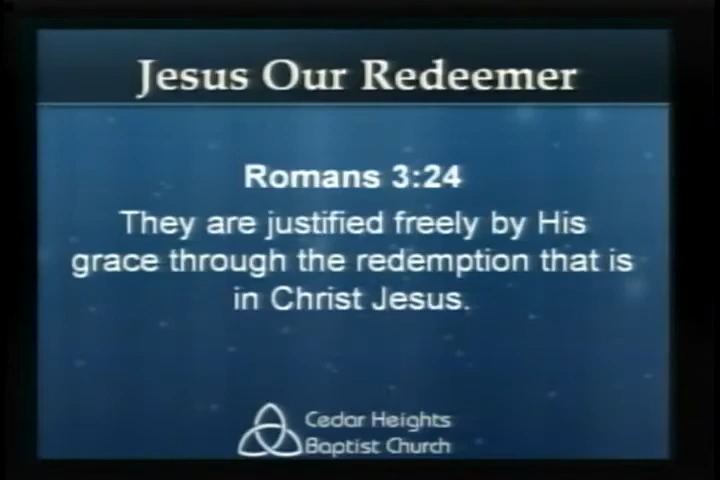 Jesus Our Redeemer
Romans 3:24
They are justified freely by His
grace through the redemption that is
in Christ Jesus.
Cedar Heights
Baptist Church